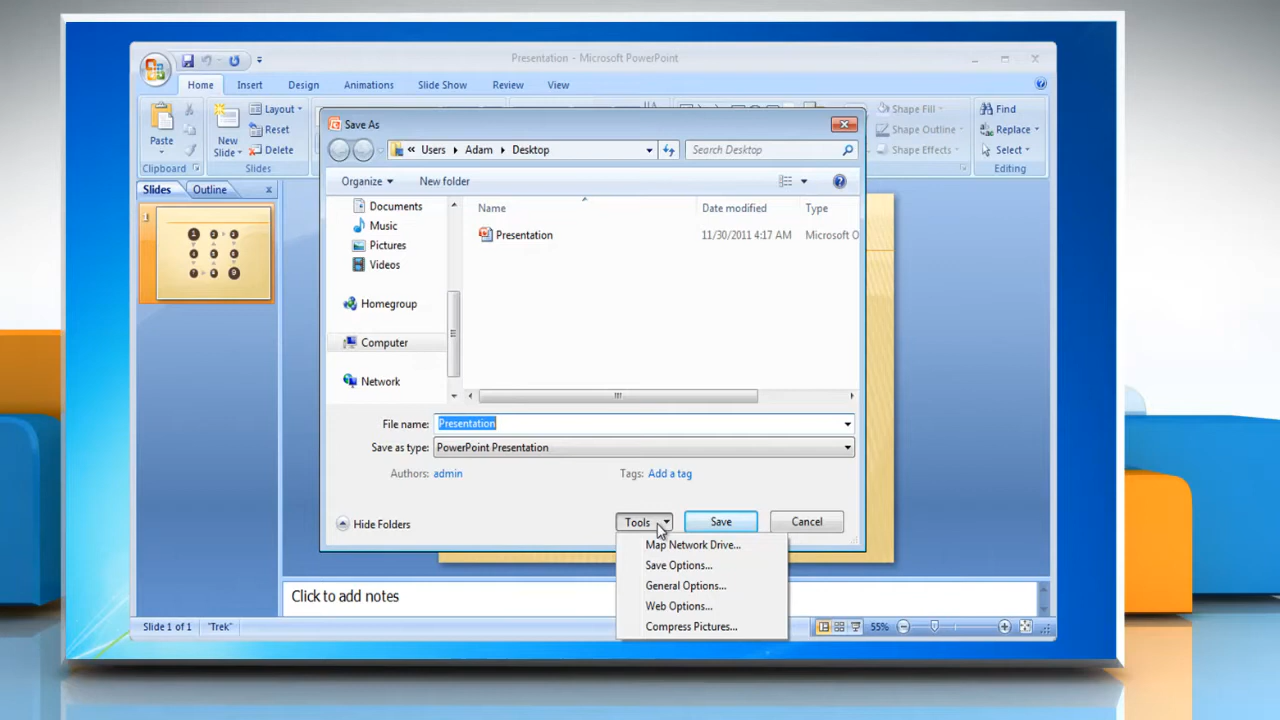 Presentation - Microsoft PowerPoint
Home Insert Design Slide Show Animations Review View
Paste
Clipboard
New Slide
Layout
Reset
Delete
Slides
Shape Fill
Shape Outline
Shape Effects
Find
Replace
Select
Editing
Slides Outline
1
Save As
« Users Adam Desktop
Search Desktop
Organize New folder
Documents
Music
Pictures
Videos
Homegroup
Computer
Network
Name Date modified Type
Presentation 11/30/2011 4:17 AM Microsoft O
File name: Presentation
Save as type: PowerPoint Presentation
Authors: admin Tags: Add a tag
Hide Folders
Tools Save Cancel
Map Network Drive...
Save Options...
General Options...
Web Options...
Compress Pictures...
Click to add notes
Slide 1 of 1 "Trek" 55%